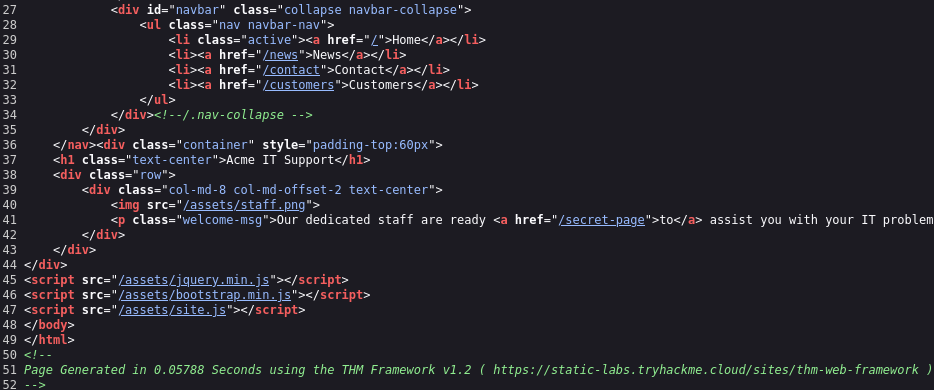 27 <div id="navbar" class="collapse navbar-collapse">
28 <ul class="nav navbar-nav">
29 <li class="active"><a href="/">Home</a></li>
30 <li><a href="/news">News</a></li>
31 <li><a href="/contact">Contact</a></li>
32 <li><a href="/customers">Customers</a></li>
33 </ul>
34 </div><!--/.nav-collapse -->
35 </div>
36 </nav><div class="container" style="padding-top:60px">
37 <h1 class="text-center">Acme IT Support</h1>
38 <div class="row">
39 <div class="col-md-8 col-md-offset-2 text-center">
40 <img src="/assets/staff.png">
41 <p class="welcome-msg">Our dedicated staff are ready <a href="/secret-page">to</a> assist you with your IT problem
42 </div>
43 </div>
44 </div>
45 <script src="/assets/jquery.min.js"></script>
46 <script src="/assets/bootstrap.min.js"></script>
47 <script src="/assets/site.js"></script>
48 </body>
49 </html>
50 <!--
51 Page Generated in 0.05788 Seconds using the THM Framework v1.2 ( https://static-labs.tryhackme.cloud/sites/thm-web-framework )
52 -->